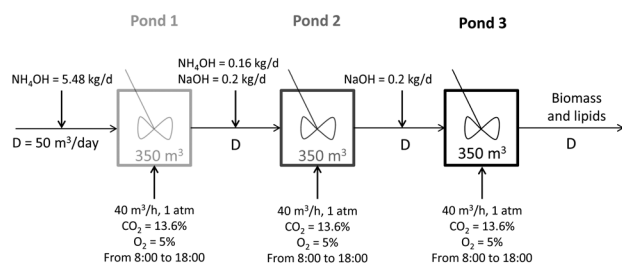 Pond 1
Pond 2
Pond 3
NH₄OH = 5.48 kg/d
NH₄OH = 0.16 kg/d
NaOH = 0.2 kg/d
NaOH = 0.2 kg/d
Biomass
and lipids
D = 50 m³/day
350 m³
D
350 m³
D
350 m³
D
40 m³/h, 1 atm
CO₂ = 13.6%
O₂ = 5%
From 8:00 to 18:00
40 m³/h, 1 atm
CO₂ = 13.6%
O₂ = 5%
From 8:00 to 18:00
40 m³/h, 1 atm
CO₂ = 13.6%
O₂ = 5%
From 8:00 to 18:00